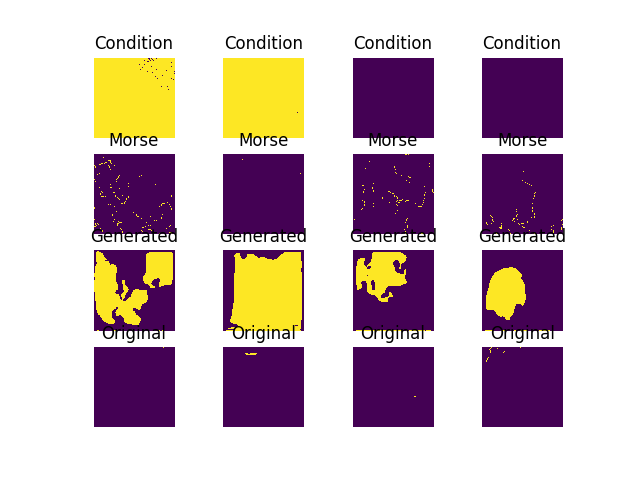 Condition Condition Condition Condition
Morse Morse Morse Morse
Generated Generated Generated Generated
Original Original Original Original